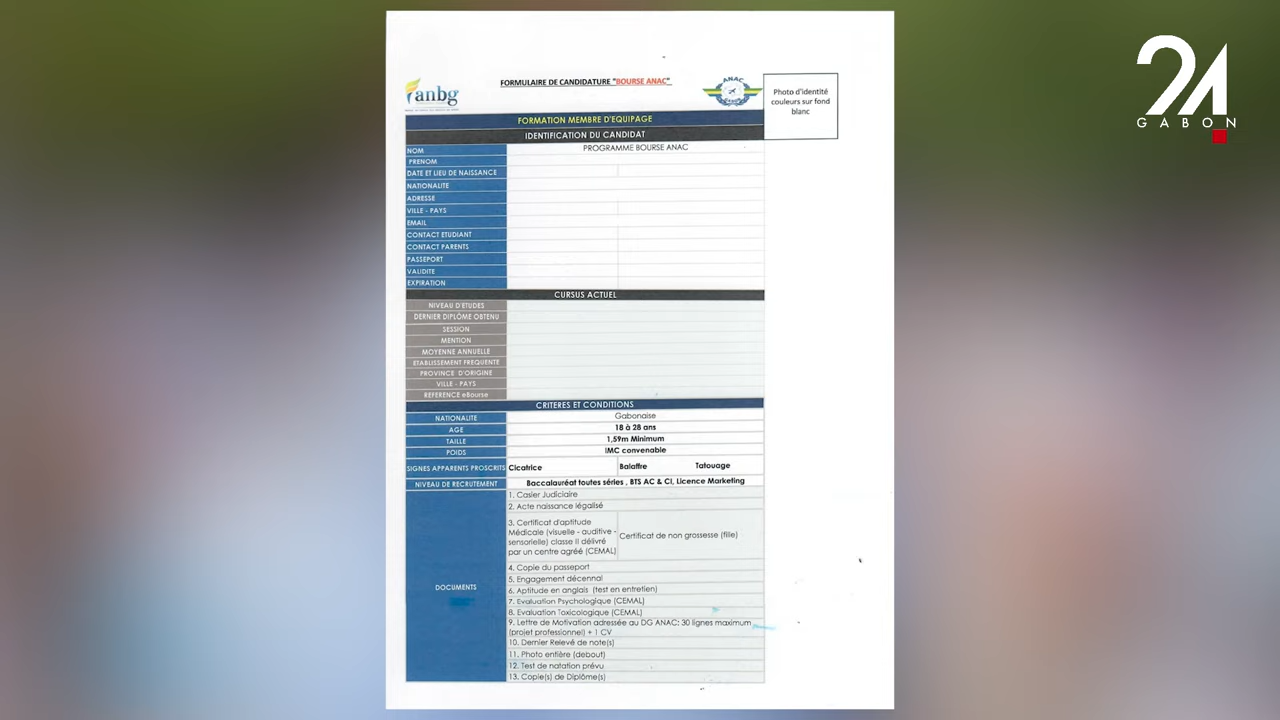 24
GABON
FORMULAIRE DE CANDIDATURE "BOURSE ANAC"
anbg
ANAC
Photo d'identité
couleurs sur fond
blanc
FORMATION MEMBRE D'EQUIPAGE
IDENTIFICATION DU CANDIDAT
NOM PROGRAMME BOURSE ANAC
PRENOM
DATE ET LIEU DE NAISSANCE
NATIONALITE
ADRESSE
VILLE - PAYS
EMAIL
CONTACT ETUDIANT
CONTACT PARENTS
PASSEPORT
VALIDITE
EXPIRATION
CURSUS ACTUEL
NIVEAU D'ETUDES
DERNIER DIPLÔME OBTENU
SESSION
MENTION
MOYENNE ANNUELLE
ETABLISSEMENT FREQUENTE
PROVINCE D'ORIGINE
VILLE - PAYS
REFERENCE eBourse
CRITERES ET CONDITIONS
NATIONALITE Gabonaise
AGE 18 à 28 ans
TAILLE 1,59m Minimum
POIDS IMC convenable
SIGNES APPARENTS PROSCRITS Cicatrice Balaffre Tatouage
NIVEAU DE RECRUTEMENT Baccalauréat toutes séries , BTS AC & CI, Licence Marketing
DOCUMENTS
1. Casier Judiciaire
2. Acte naissance légalisé
3. Certificat d'aptitude
Médicale (visuelle - auditive -
sensorielle) classe II délivré
par un centre agréé (CEMAL)
Certificat de non grossesse (fille)
4. Copie du passeport
5. Engagement décennal
6. Aptitude en anglais (test en entretien)
7. Evaluation Psychologique (CEMAL)
8. Evaluation Toxicologique (CEMAL)
9. Lettre de Motivation adressée au DG ANAC: 30 lignes maximum
(projet professionnel) + 1 CV
10. Dernier Relevé de note(s)
11. Photo entière (debout)
12. Test de natation prévu
13. Copie(s) de Diplôme(s)